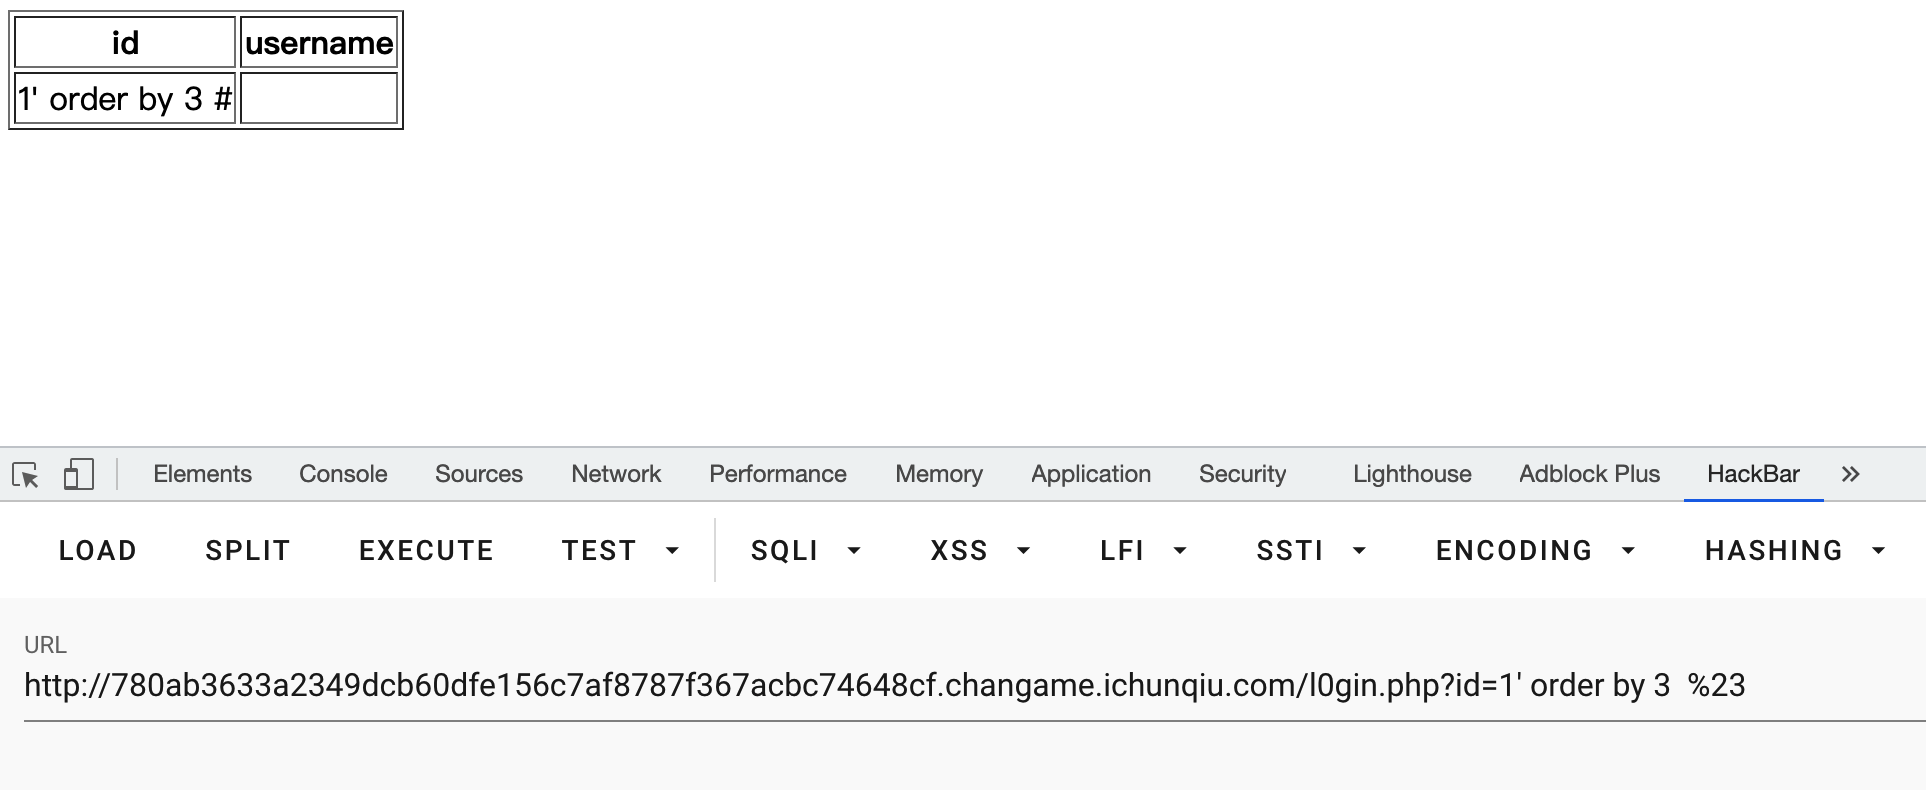 id username
1' order by 3 #
Elements Console Sources Network Performance Memory Application Security Lighthouse Adblock Plus HackBar »
LOAD SPLIT EXECUTE TEST SQLI XSS LFI SSTI ENCODING HASHING
URL
http://780ab3633a2349dcb60dfe156c7af8787f367acbc74648cf.changame.ichunqiu.com/l0gin.php?id=1' order by 3  %23